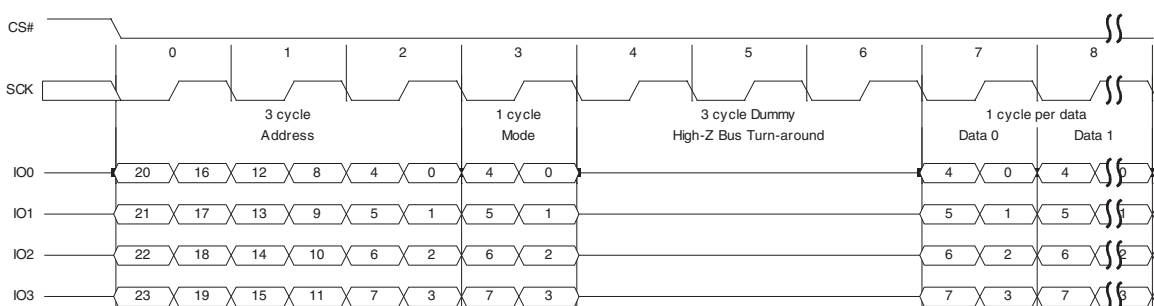 CS#
0 1 2 3 4 5 6 7 8
SCK
3 cycle 1 cycle 3 cycle Dummy 1 cycle per data
Address Mode High-Z Bus Turn-around Data 0 Data 1
IO0 20 16 12 8 4 0 4 0 4 0 4 0
IO1 21 17 13 9 5 1 5 1 5 1 5 1
IO2 22 18 14 10 6 2 6 2 6 2 6 2
IO3 23 19 15 11 7 3 7 3 7 3 7 3